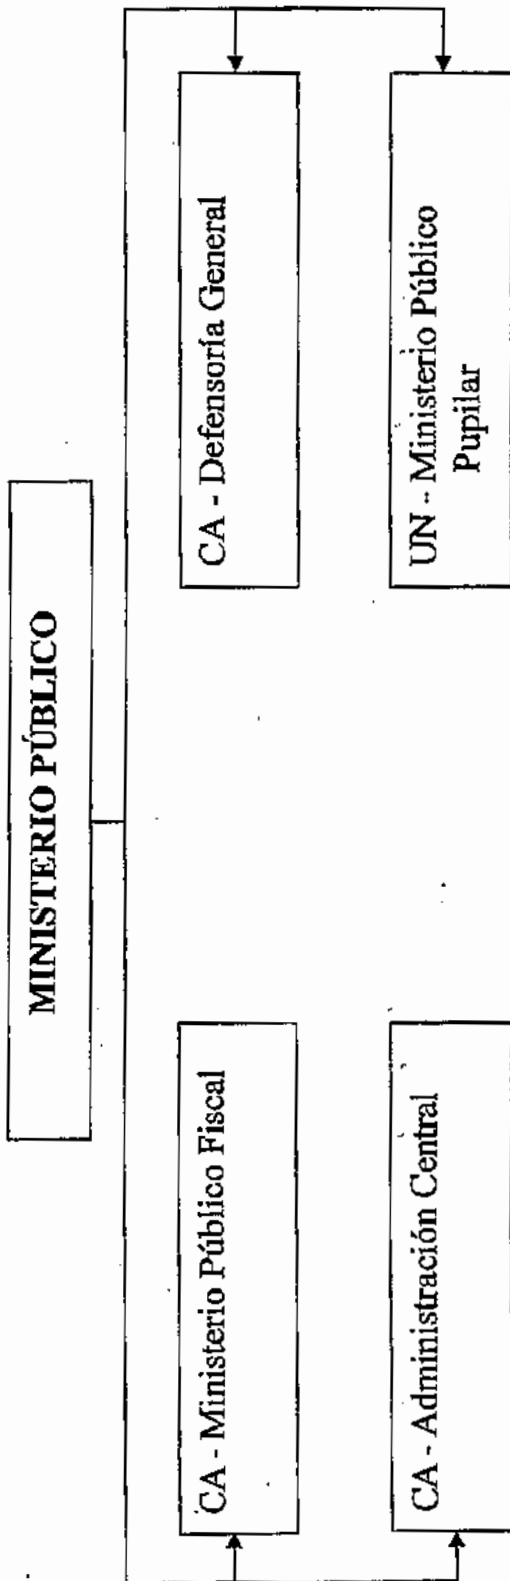 MINISTERIO PÚBLICO
CA - Ministerio Público Fiscal
CA - Defensoría General
CA - Administración Central
UN - Ministerio Público
Pupilar